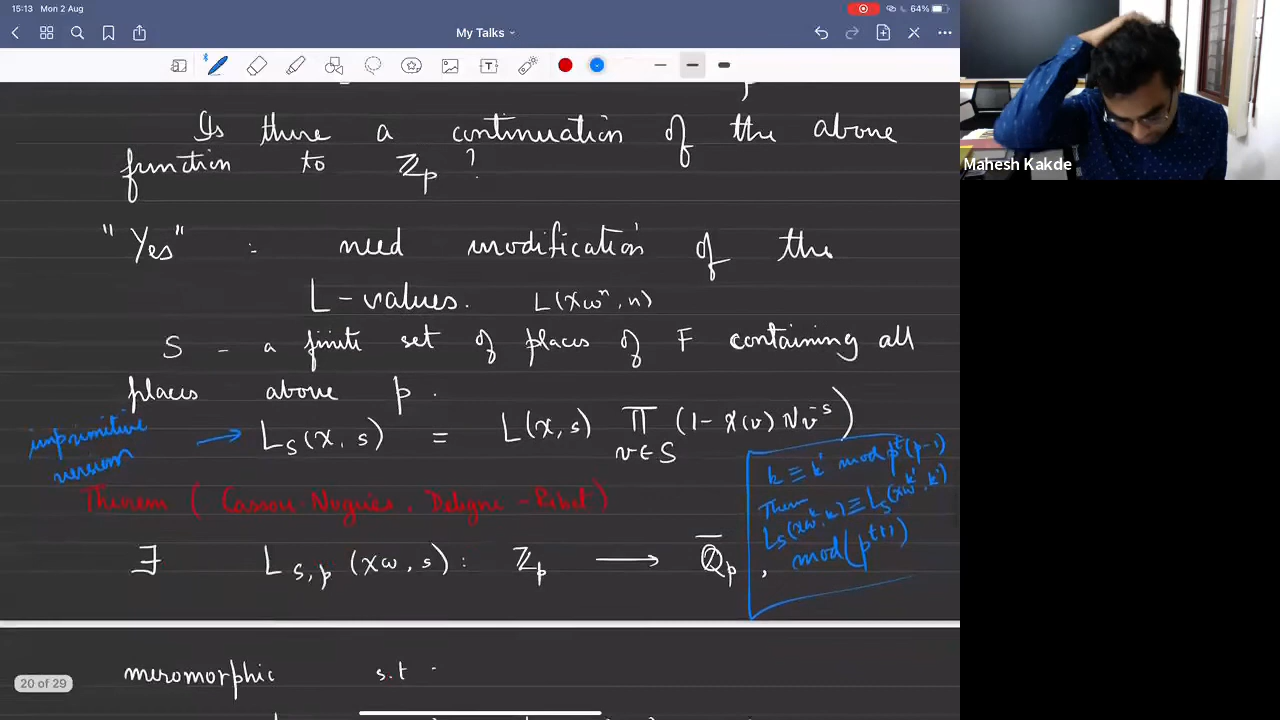 15:13 Mon 2 Aug
64%
My Talks
Mahesh Kakde
Is there a continuation of the above
function to ℤp ?
"Yes" : need modification of the
L-values. L(χωⁿ, n)
S - a finite set of places of F containing all
places above p.
imprimitive
version → L_S(χ, s) = L(χ, s) ∏_{v∈S} (1 - χ(v) Nv^{-s})
k ≡ k' mod p^t(p-1)
Then
L_S(χω^k, k) ≡ L_S(χω^{k'}, k')
mod(p^{t+1})
Theorem ( Cassou-Noguès, Deligne-Ribet )
∃ L_{S,p}(χω, s) : ℤp ⟶ ℚ̄p ,
meromorphic s.t
20 of 29